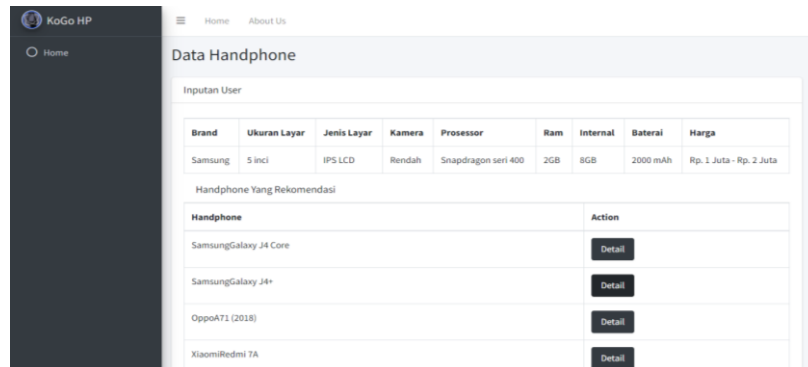 KoGo HP
Home
Home About Us
Data Handphone
Inputan User
Brand Ukuran Layar Jenis Layar Kamera Prosessor Ram Internal Baterai Harga
Samsung 5 inci IPS LCD Rendah Snapdragon seri 400 2GB 8GB 2000 mAh Rp. 1 Juta - Rp. 2 Juta
Handphone Yang Rekomendasi
Handphone Action
SamsungGalaxy J4 Core Detail
SamsungGalaxy J4+ Detail
OppoA71 (2018) Detail
XiaomiRedmi 7A Detail